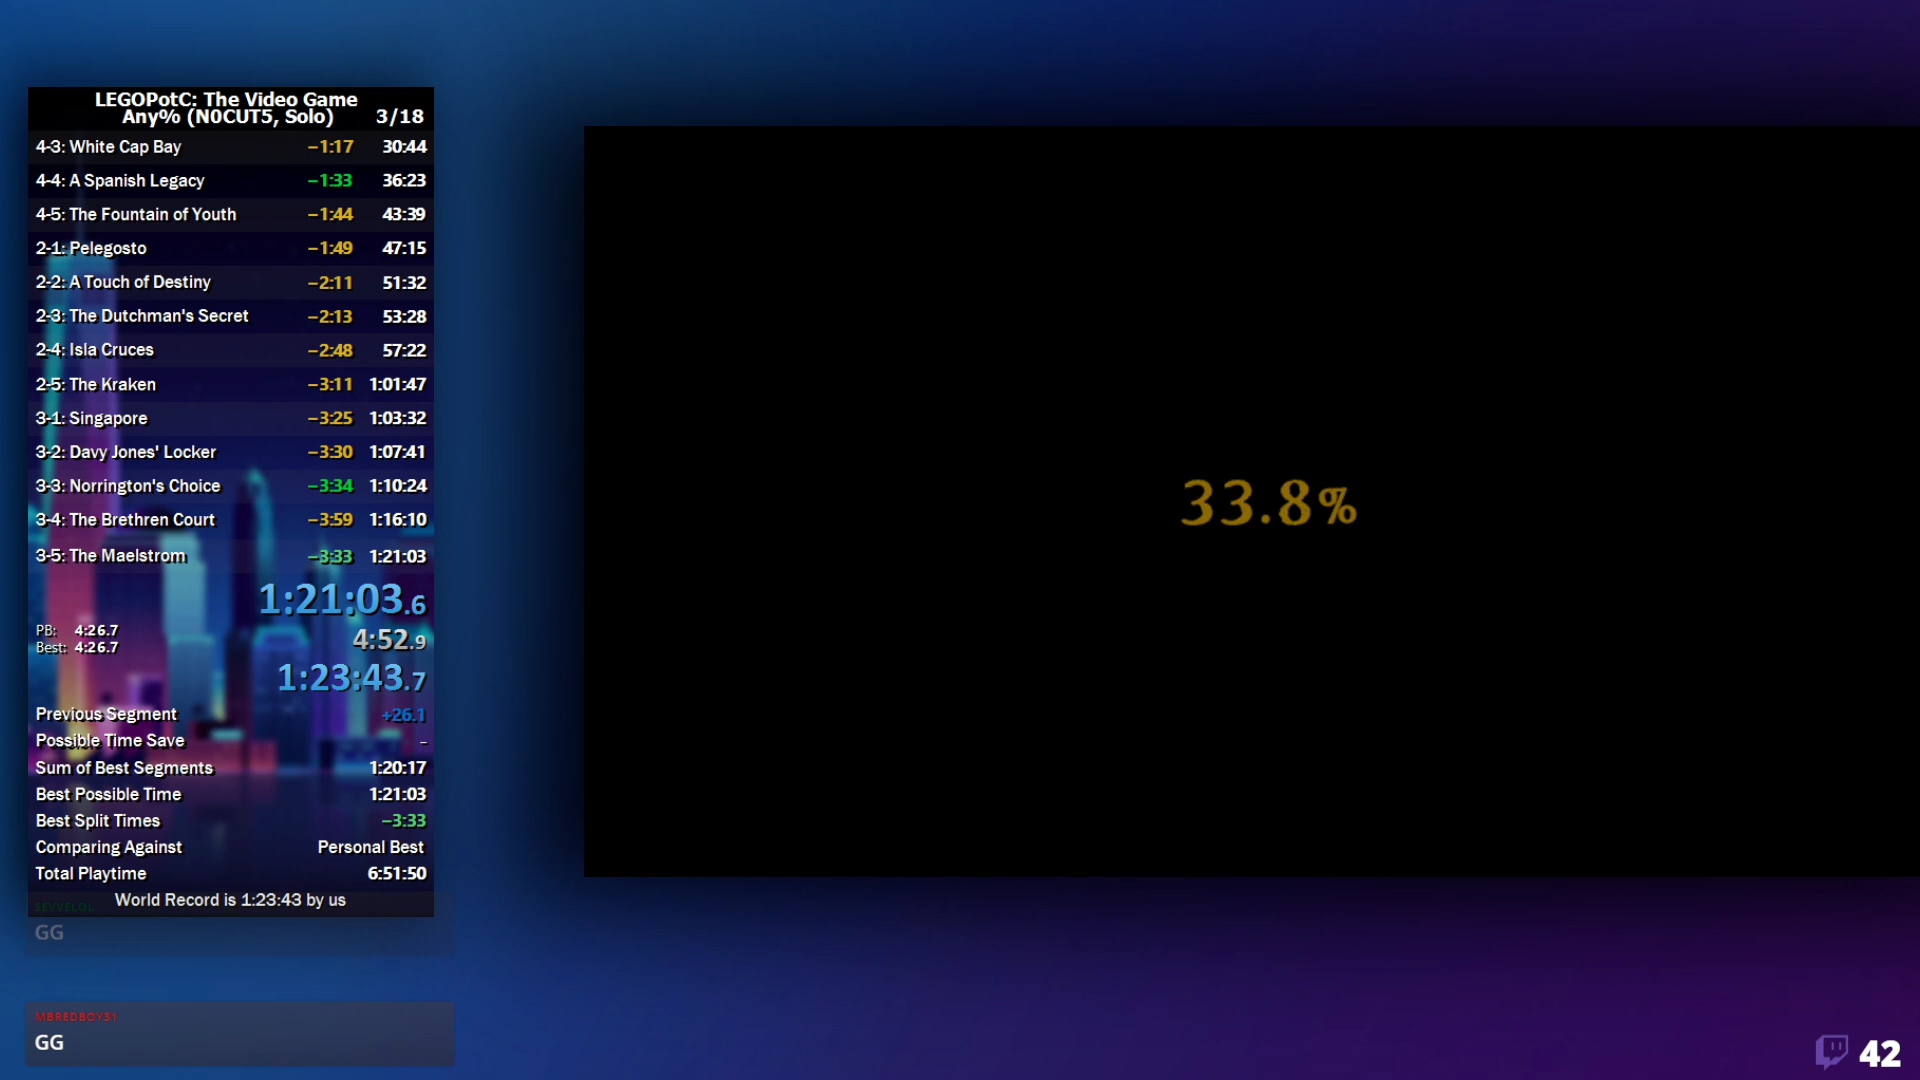 LEGOPotC: The Video Game
Any% (N0CUT5, Solo) 3/18
4-3: White Cap Bay −1:17 30:44
4-4: A Spanish Legacy −1:33 36:23
4-5: The Fountain of Youth −1:44 43:39
2-1: Pelegosto −1:49 47:15
2-2: A Touch of Destiny −2:11 51:32
2-3: The Dutchman's Secret −2:13 53:28
2-4: Isla Cruces −2:48 57:22
2-5: The Kraken −3:11 1:01:47
3-1: Singapore −3:25 1:03:32
3-2: Davy Jones' Locker −3:30 1:07:41
3-3: Norrington's Choice −3:34 1:10:24
3-4: The Brethren Court −3:59 1:16:10
3-5: The Maelstrom −3:33 1:21:03
1:21:03.6
PB: 4:26.7
Best: 4:26.7
4:52.9
1:23:43.7
Previous Segment +26.1
Possible Time Save –
Sum of Best Segments 1:20:17
Best Possible Time 1:21:03
Best Split Times −3:33
Comparing Against Personal Best
Total Playtime 6:51:50
World Record is 1:23:43 by us
SEVVELOL
GG
MBREDBOY31
GG
33.8%
42